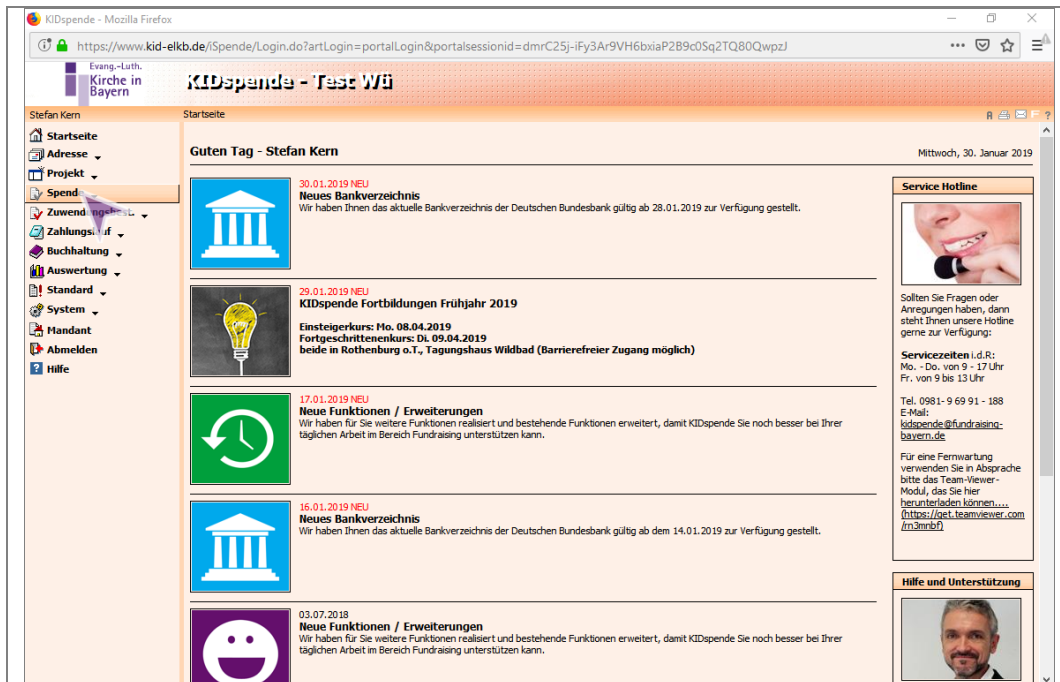 KIDspende - Mozilla Firefox
https://www.kid-elkb.de/iSpende/Login.do?artLogin=portalLogin&portalsessionid=dmrC25j-iFy3Ar9VH6bxiaP2B9c0Sq2TQ80QwpzJ
Evang.-Luth.
Kirche in
Bayern
KIDspende - Test Wü
Stefan Kern
Startseite
Startseite
Adresse
Projekt
Spende
Zuwendungsbest.
Zahlungslauf
Buchhaltung
Auswertung
Standard
System
Mandant
Abmelden
Hilfe
Guten Tag - Stefan Kern
Mittwoch, 30. Januar 2019
30.01.2019 NEU
Neues Bankverzeichnis
Wir haben Ihnen das aktuelle Bankverzeichnis der Deutschen Bundesbank gültig ab 28.01.2019 zur Verfügung gestellt.
29.01.2019 NEU
KIDspende Fortbildungen Frühjahr 2019
Einsteigerkurs: Mo. 08.04.2019
Fortgeschrittenenkurs: Di. 09.04.2019
beide in Rothenburg o.T., Tagungshaus Wildbad (Barrierefreier Zugang möglich)
17.01.2019 NEU
Neue Funktionen / Erweiterungen
Wir haben für Sie weitere Funktionen realisiert und bestehende Funktionen erweitert, damit KIDspende Sie noch besser bei Ihrer
täglichen Arbeit im Bereich Fundraising unterstützen kann.
16.01.2019 NEU
Neues Bankverzeichnis
Wir haben Ihnen das aktuelle Bankverzeichnis der Deutschen Bundesbank gültig ab dem 14.01.2019 zur Verfügung gestellt.
03.07.2018
Neue Funktionen / Erweiterungen
Wir haben für Sie weitere Funktionen realisiert und bestehende Funktionen erweitert, damit KIDspende Sie noch besser bei Ihrer
täglichen Arbeit im Bereich Fundraising unterstützen kann.
Service Hotline
Sollten Sie Fragen oder
Anregungen haben, dann
steht Ihnen unsere Hotline
gerne zur Verfügung:
Servicezeiten i.d.R:
Mo. - Do. von 9 - 17 Uhr
Fr. von 9 bis 13 Uhr
Tel. 0981- 9 69 91 - 188
E-Mail:
kidspende@fundraising-
bayern.de
Für eine Fernwartung
verwenden Sie in Absprache
bitte das Team-Viewer-
Modul, das Sie hier
herunterladen können....
(https://get.teamviewer.com
/rn3mnbf)
Hilfe und Unterstützung